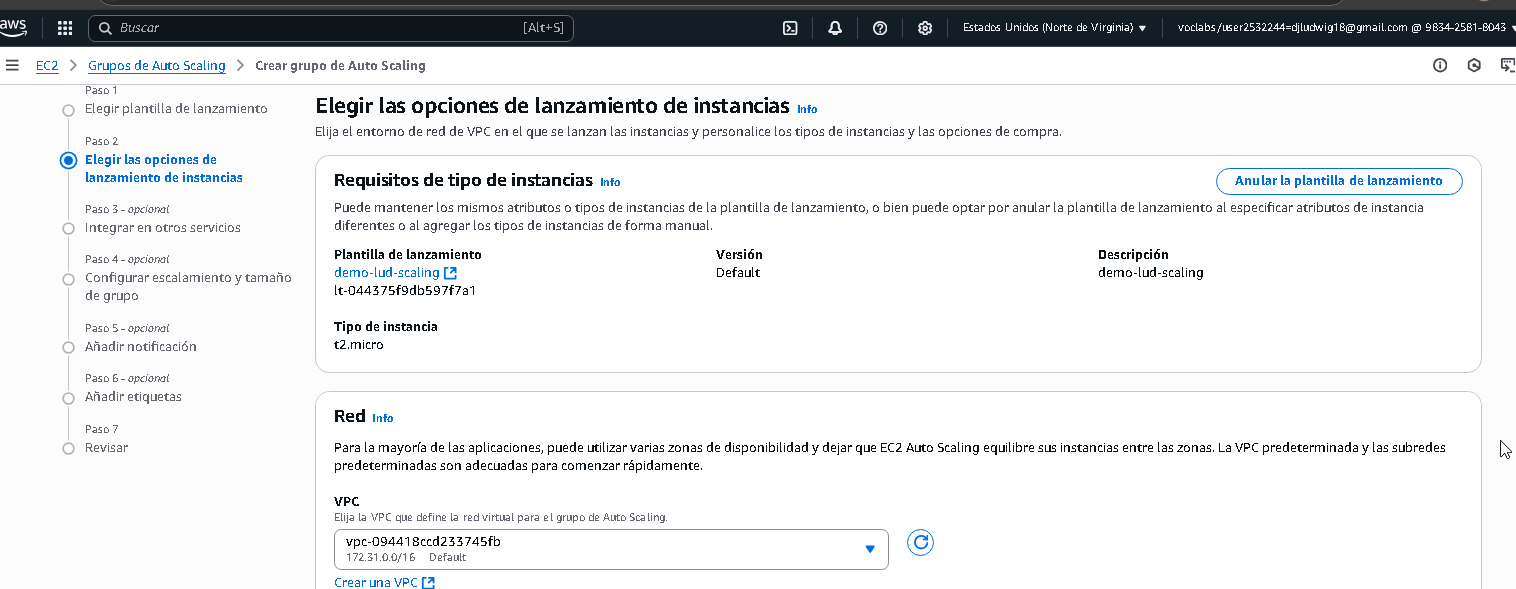 aws
Buscar
[Alt+S]
Estados Unidos (Norte de Virginia)
voclabs/user2532244=djludwig18@gmail.com @ 9834-2581-8043
EC2 > Grupos de Auto Scaling > Crear grupo de Auto Scaling
Paso 1
Elegir plantilla de lanzamiento
Paso 2
Elegir las opciones de
lanzamiento de instancias
Paso 3 - opcional
Integrar en otros servicios
Paso 4 - opcional
Configurar escalamiento y tamaño
de grupo
Paso 5 - opcional
Añadir notificación
Paso 6 - opcional
Añadir etiquetas
Paso 7
Revisar
Elegir las opciones de lanzamiento de instancias Info
Elija el entorno de red de VPC en el que se lanzan las instancias y personalice los tipos de instancias y las opciones de compra.
Requisitos de tipo de instancias Info
Anular la plantilla de lanzamiento
Puede mantener los mismos atributos o tipos de instancias de la plantilla de lanzamiento, o bien puede optar por anular la plantilla de lanzamiento al especificar atributos de instancia
diferentes o al agregar los tipos de instancias de forma manual.
Plantilla de lanzamiento
demo-lud-scaling
lt-044375f9db597f7a1
Versión
Default
Descripción
demo-lud-scaling
Tipo de instancia
t2.micro
Red Info
Para la mayoría de las aplicaciones, puede utilizar varias zonas de disponibilidad y dejar que EC2 Auto Scaling equilibre sus instancias entre las zonas. La VPC predeterminada y las subredes
predeterminadas son adecuadas para comenzar rápidamente.
VPC
Elija la VPC que define la red virtual para el grupo de Auto Scaling.
vpc-094418ccd233745fb
172.31.0.0/16 Default
Crear una VPC